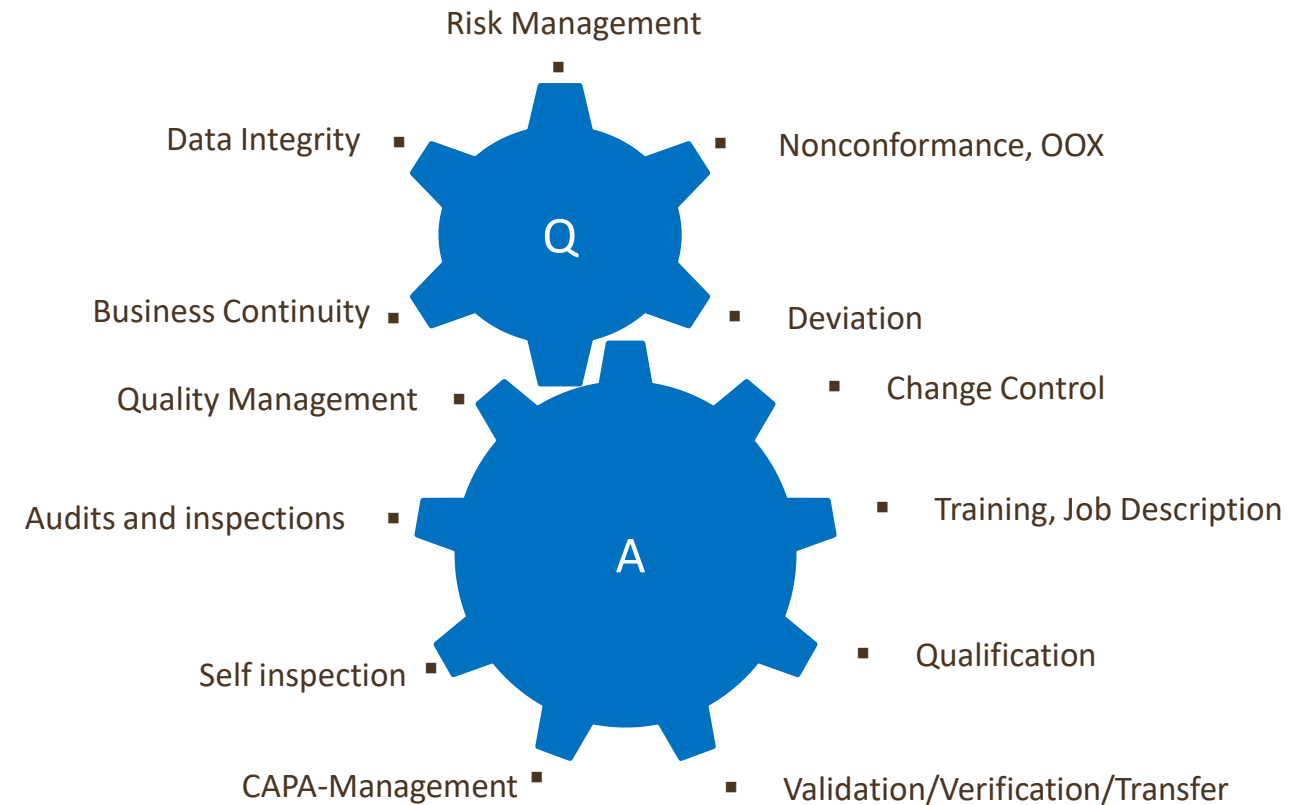 Risk Management
Data Integrity
Nonconformance, OOX
Q
Business Continuity
Deviation
Quality Management
Change Control
Audits and inspections
Training, Job Description
A
Self inspection
Qualification
CAPA-Management
Validation/Verification/Transfer